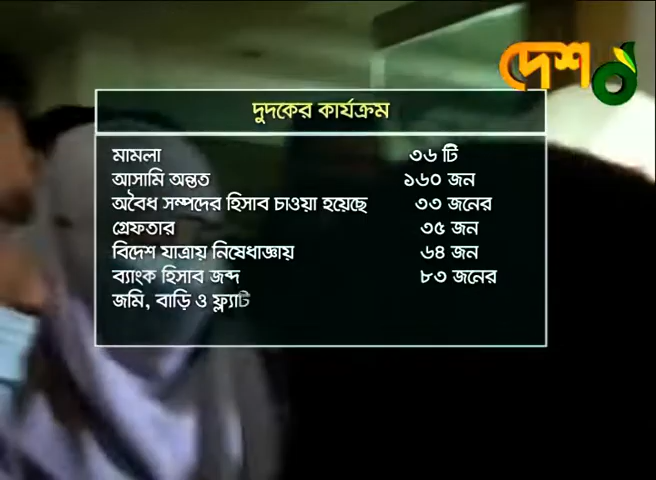 দেশ
দুদকের কার্যক্রম
মামলা ৩৬ টি
আসামি অন্তত ১৬০ জন
অবৈধ সম্পদের হিসাব চাওয়া হয়েছে ৩৩ জনের
গ্রেফতার ৩৫ জন
বিদেশ যাত্রায় নিষেধাজ্ঞায় ৬৪ জন
ব্যাংক হিসাব জব্দ ৮৩ জনের
জমি, বাড়ি ও ফ্ল্যাট